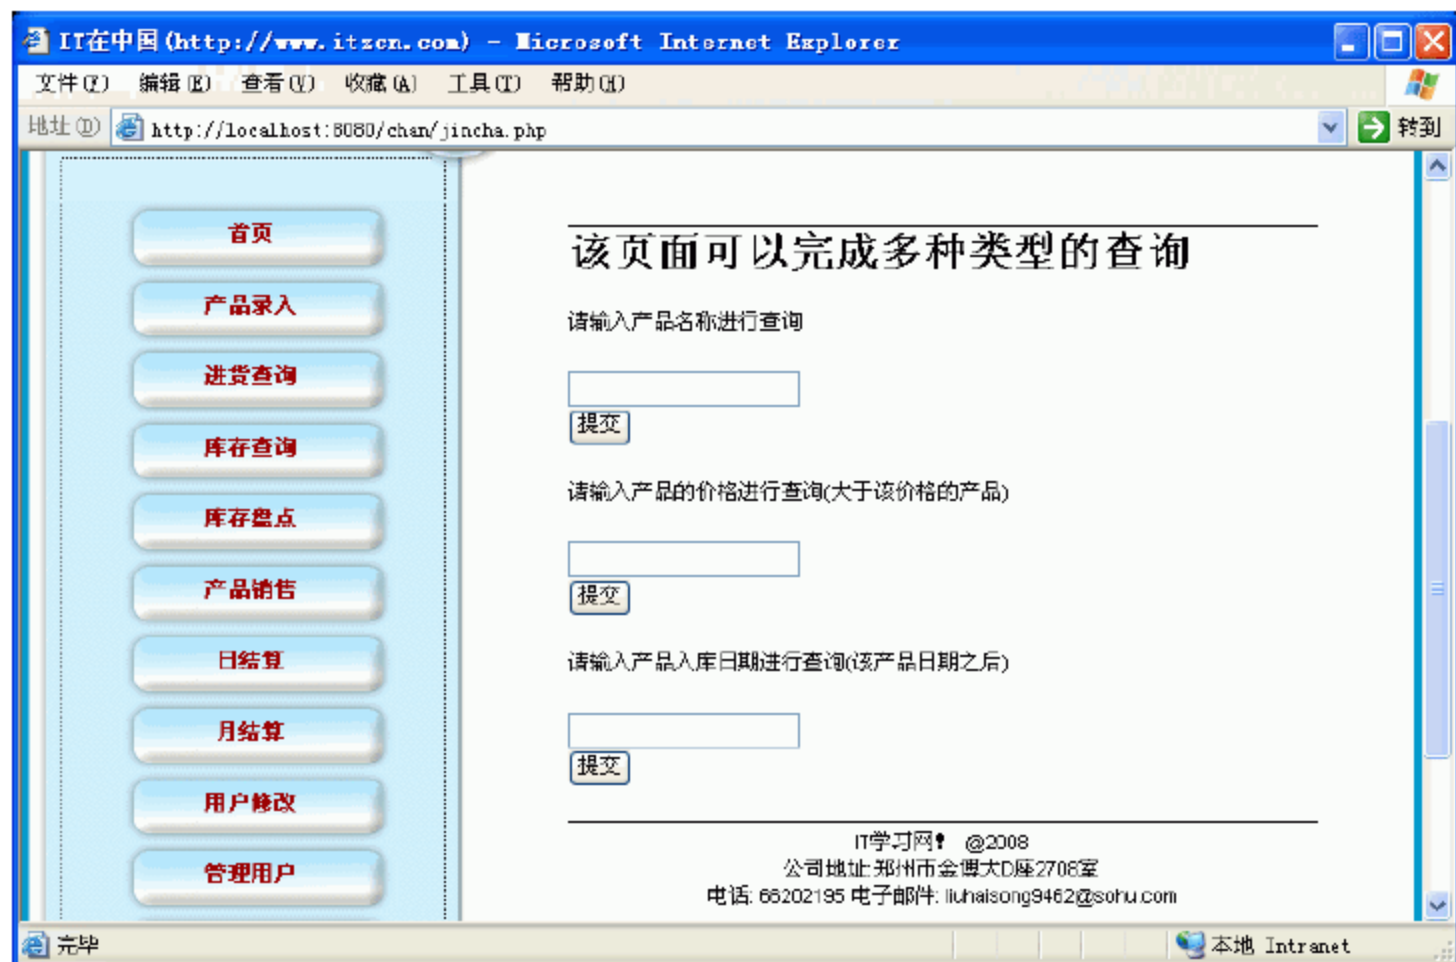 IT在中国(http://www.itzcn.com) - Microsoft Internet Explorer
文件(F) 编辑(E) 查看(V) 收藏(A) 工具(T) 帮助(H)
地址(D) http://localhost:8080/chan/jincha.php 转到
首页
产品录入
进货查询
库存查询
库存盘点
产品销售
日结算
月结算
用户修改
管理用户
该页面可以完成多种类型的查询
请输入产品名称进行查询
提交
请输入产品的价格进行查询(大于该价格的产品)
提交
请输入产品入库日期进行查询(该产品日期之后)
提交
IT学习网! @2008
公司地址:郑州市金博大D座2708室
电话: 66202195 电子邮件: liuhaisong9462@sohu.com
完毕 本地 Intranet